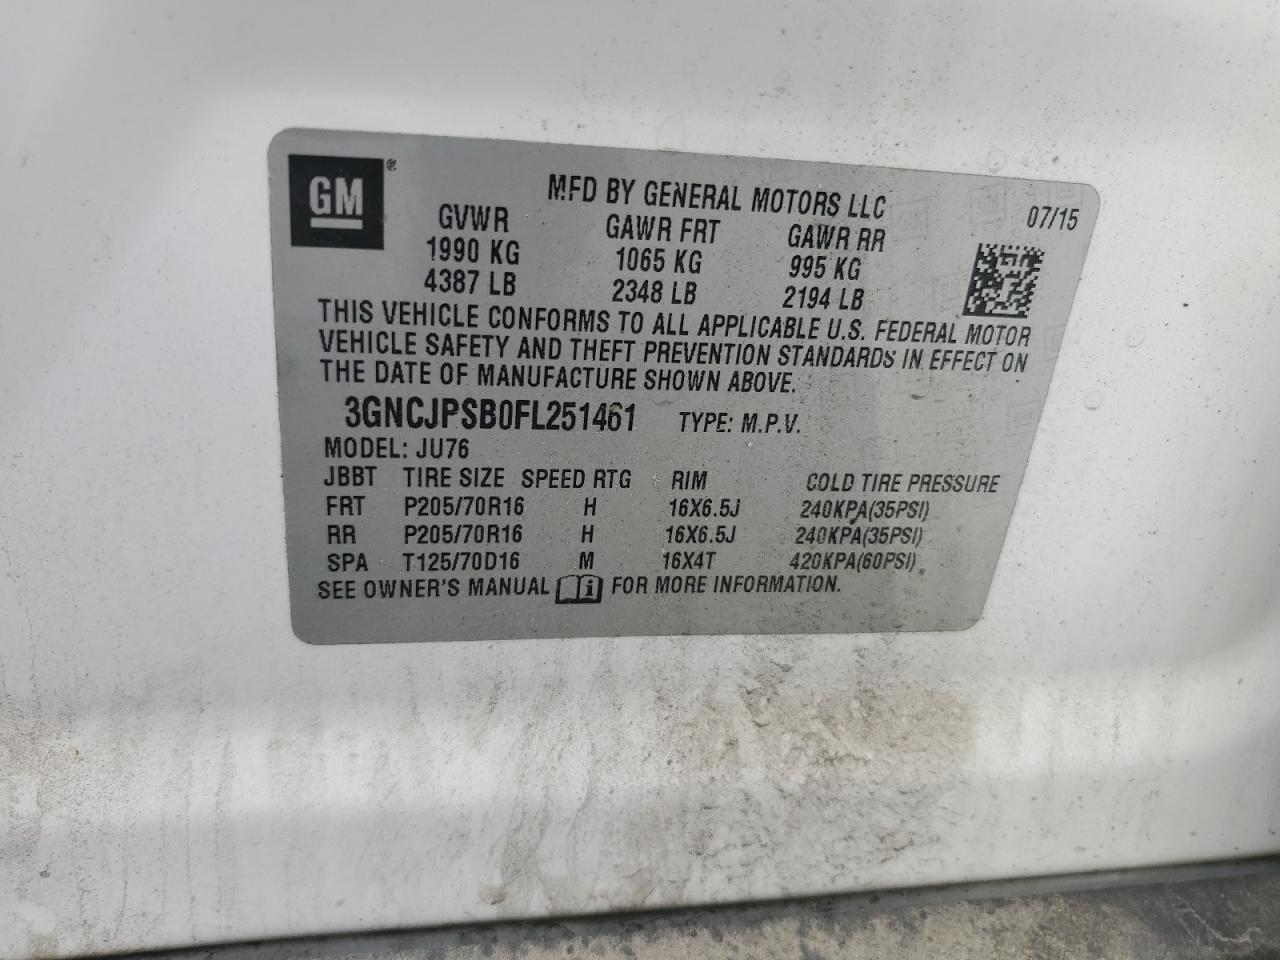 GM ®
MFD BY GENERAL MOTORS LLC 07/15
GVWR GAWR FRT GAWR RR
1990 KG 1065 KG 995 KG
4387 LB 2348 LB 2194 LB
THIS VEHICLE CONFORMS TO ALL APPLICABLE U.S. FEDERAL MOTOR
VEHICLE SAFETY AND THEFT PREVENTION STANDARDS IN EFFECT ON
THE DATE OF MANUFACTURE SHOWN ABOVE.
3GNCJPSB0FL251461 TYPE: M.P.V.
MODEL: JU76
JBBT TIRE SIZE SPEED RTG RIM COLD TIRE PRESSURE
FRT P205/70R16 H 16X6.5J 240KPA(35PSI)
RR P205/70R16 H 16X6.5J 240KPA(35PSI)
SPA T125/70D16 M 16X4T 420KPA(60PSI)
SEE OWNER'S MANUAL i FOR MORE INFORMATION.